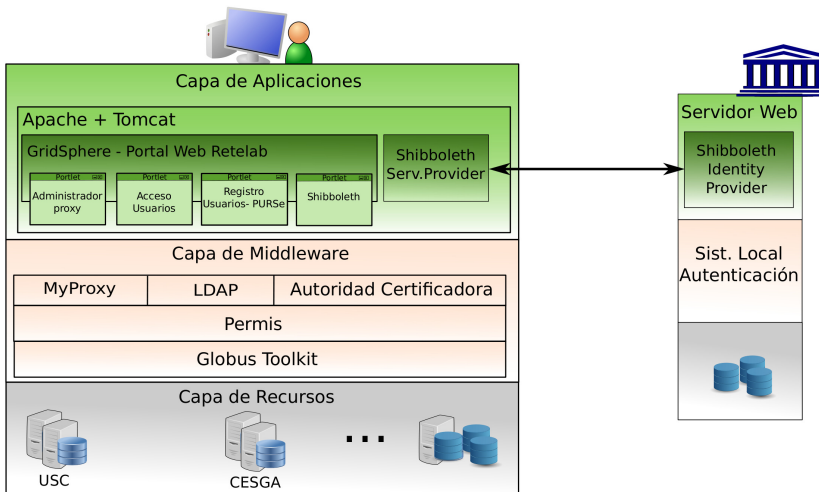 Capa de Aplicaciones
Apache + Tomcat
GridSphere - Portal Web Retelab
Portlet
Administrador
proxy
Portlet
Acceso
Usuarios
Portlet
Registro
Usuarios- PURSe
Portlet
Shibboleth
Shibboleth
Serv.Provider
Capa de Middleware
MyProxy
LDAP
Autoridad Certificadora
Permis
Globus Toolkit
Capa de Recursos
USC
CESGA
...
Servidor Web
Shibboleth
Identity
Provider
Sist. Local
Autenticación